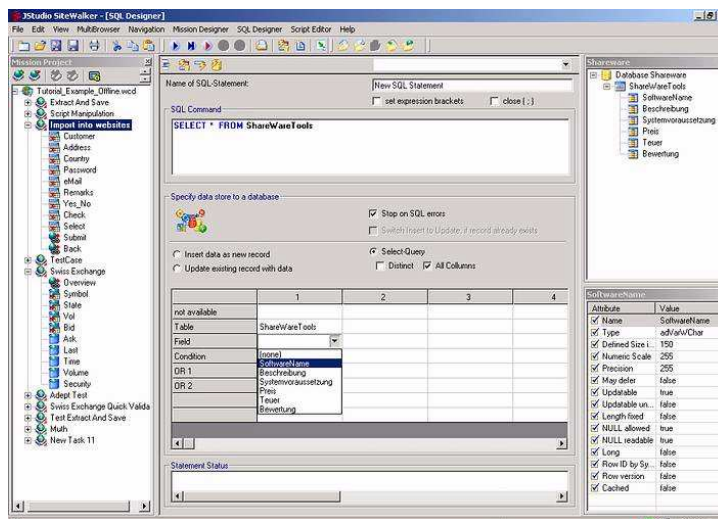 JStudio SiteWalker - [SQL Designer]
File Edit View MultiBrowser Navigation Mission Designer SQL Designer Script Editor Help
Mission Project
Tutorial_Example_Offline.wcd
Extract And Save
Script Manipulation
Import into websites
Customer
Address
Country
Password
eMail
Remarks
Yes_No
Check
Select
Submit
Back
TestCase
Swiss Exchange
Overview
Symbol
State
Vol
Bid
Ask
Last
Time
Volume
Security
Adept Test
Swiss Exchange Quick Valida
Test Extract And Save
Muth
New Task 11
Name of SQL-Statement:
New SQL Statement
set expression brackets
close ( ; )
SQL Command
SELECT * FROM ShareWareTools
Specify data store to a database
Stop on SQL errors
Switch Insert to Update, if record already exists
Insert data as new record
Update existing record with data
Select-Query
Distinct
All Columns
1 2 3 4
not available
Table ShareWareTools
Field
Condition
OR 1
OR 2
(none)
SoftwareName
Beschreibung
Systemvoraussetzung
Preis
Teuer
Bewertung
Statement Status
Shareware
Database Shareware
ShareWareTools
SoftwareName
Beschreibung
Systemvoraussetzung
Preis
Teuer
Bewertung
SoftwareName
Attribute Value
Name SoftwareName
Type adVarWChar
Defined Size i... 150
Numeric Scale 255
Precision 255
May defer false
Updatable true
Updatable un... false
Length fixed false
NULL allowed true
NULL readable true
Long false
Row ID by Sy... false
Row version false
Cached false